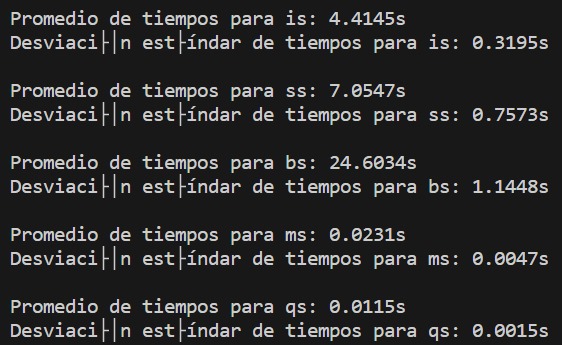 Promedio de tiempos para is: 4.4145s
Desviaci├│n est├índar de tiempos para is: 0.3195s
Promedio de tiempos para ss: 7.0547s
Desviaci├│n est├índar de tiempos para ss: 0.7573s
Promedio de tiempos para bs: 24.6034s
Desviaci├│n est├índar de tiempos para bs: 1.1448s
Promedio de tiempos para ms: 0.0231s
Desviaci├│n est├índar de tiempos para ms: 0.0047s
Promedio de tiempos para qs: 0.0115s
Desviaci├│n est├índar de tiempos para qs: 0.0015s